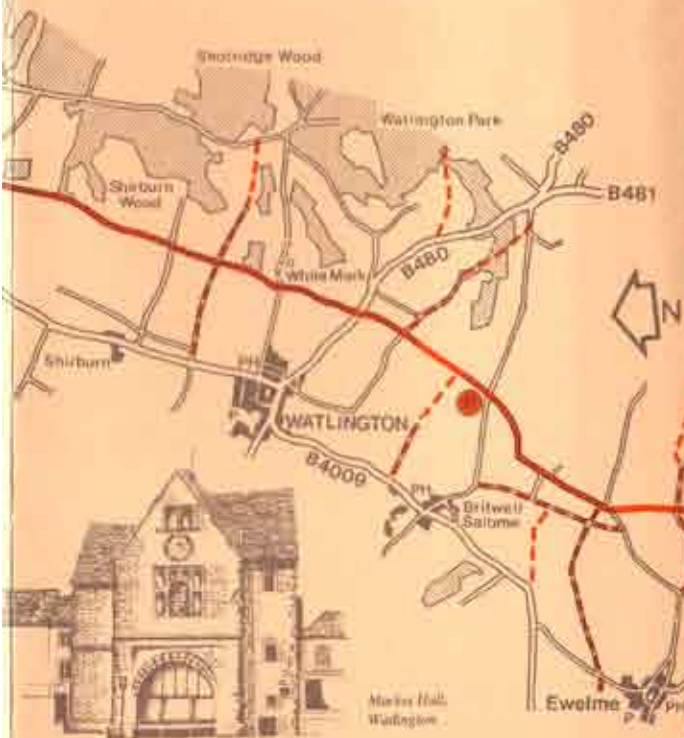 Shotridge Wood
Watlington Park
B480
B481
Shirburn
Wood
White Mark
B480
N
Shirburn
PH
WATLINGTON
B4009
PH
Britwell
Salome
Market Hall,
Watlington
Ewelme
P
PH